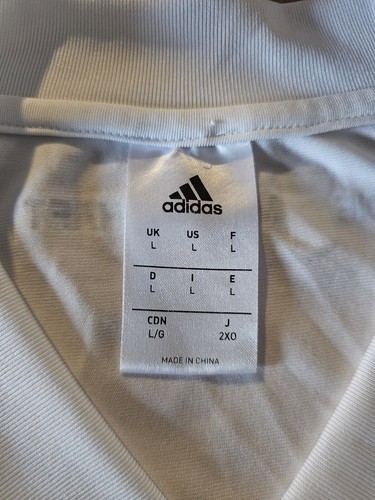 adidas
UK US F
L L L
D I E
L L L
CDN J
L/G 2XO
MADE IN CHINA